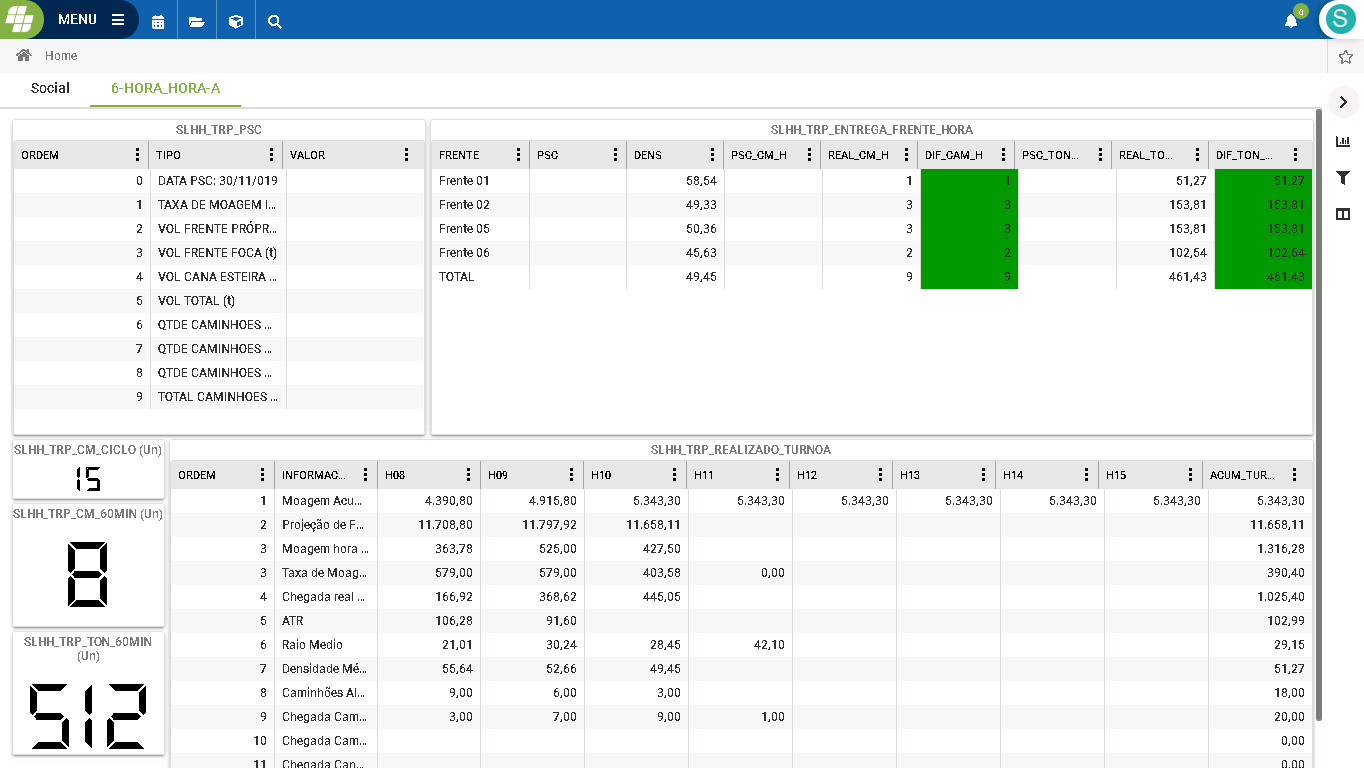 MENU
0
S
Home
Social 6-HORA_HORA-A
SLHH_TRP_PSC
ORDEM TIPO VALOR
0 DATA PSC: 30/11/019
1 TAXA DE MOAGEM I...
2 VOL FRENTE PRÓPR...
3 VOL FRENTE FOCA (t)
4 VOL CANA ESTEIRA ...
5 VOL TOTAL (t)
6 QTDE CAMINHOES ...
7 QTDE CAMINHOES ...
8 QTDE CAMINHOES ...
9 TOTAL CAMINHOES ...
SLHH_TRP_ENTREGA_FRENTE_HORA
FRENTE PSC DENS PSC_CM_H REAL_CM_H DIF_CAM_H PSC_TON... REAL_TO... DIF_TON_...
Frente 01 58,54 1 1 51,27 51,27
Frente 02 49,33 3 3 153,81 153,81
Frente 05 50,36 3 3 153,81 153,81
Frente 06 45,63 2 2 102,54 102,54
TOTAL 49,45 9 9 461,43 461,43
SLHH_TRP_CM_CICLO (Un)
15
SLHH_TRP_CM_60MIN (Un)
8
SLHH_TRP_TON_60MIN
(Un)
512
SLHH_TRP_REALIZADO_TURNOA
ORDEM INFORMAC... H08 H09 H10 H11 H12 H13 H14 H15 ACUM_TUR...
1 Moagem Acu... 4.390,80 4.915,80 5.343,30 5.343,30 5.343,30 5.343,30 5.343,30 5.343,30 5.343,30
2 Projeção de F... 11.708,80 11.797,92 11.658,11 11.658,11
3 Moagem hora ... 363,78 525,00 427,50 1.316,28
3 Taxa de Moag... 579,00 579,00 403,58 0,00 390,40
4 Chegada real ... 166,92 368,62 445,05 1.025,40
5 ATR 106,28 91,60 102,99
6 Raio Medio 21,01 30,24 28,45 42,10 29,15
7 Densidade Mé... 55,64 52,66 49,45 51,27
8 Caminhões Al... 9,00 6,00 3,00 18,00
9 Chegada Cam... 3,00 7,00 9,00 1,00 20,00
10 Chegada Cam... 0,00
11 Chegada Can... 0,00